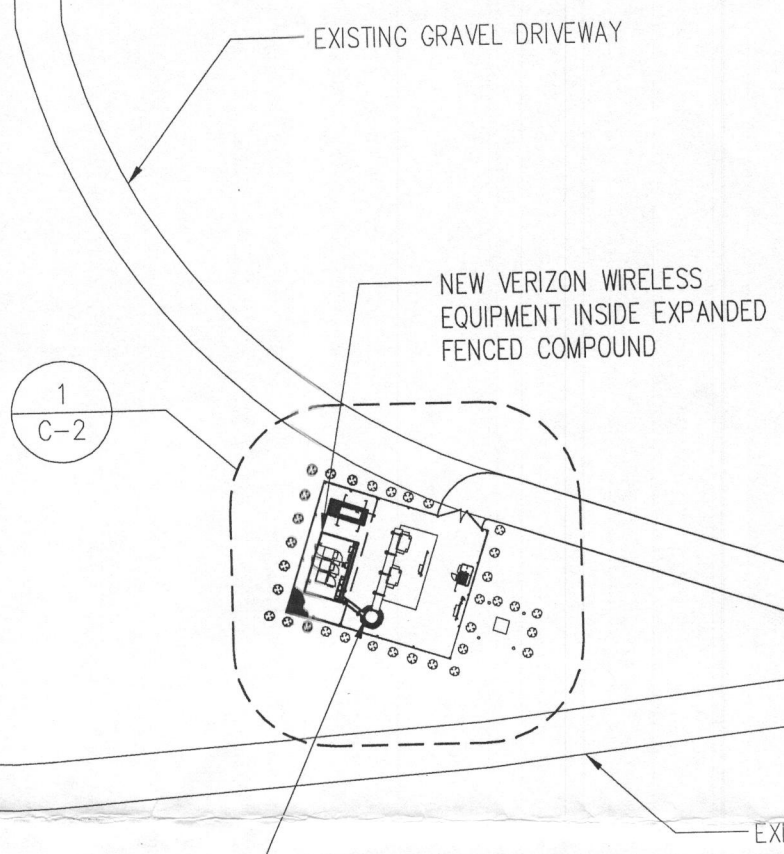 EXISTING GRAVEL DRIVEWAY
NEW VERIZON WIRELESS
EQUIPMENT INSIDE EXPANDED
FENCED COMPOUND
1
C-2